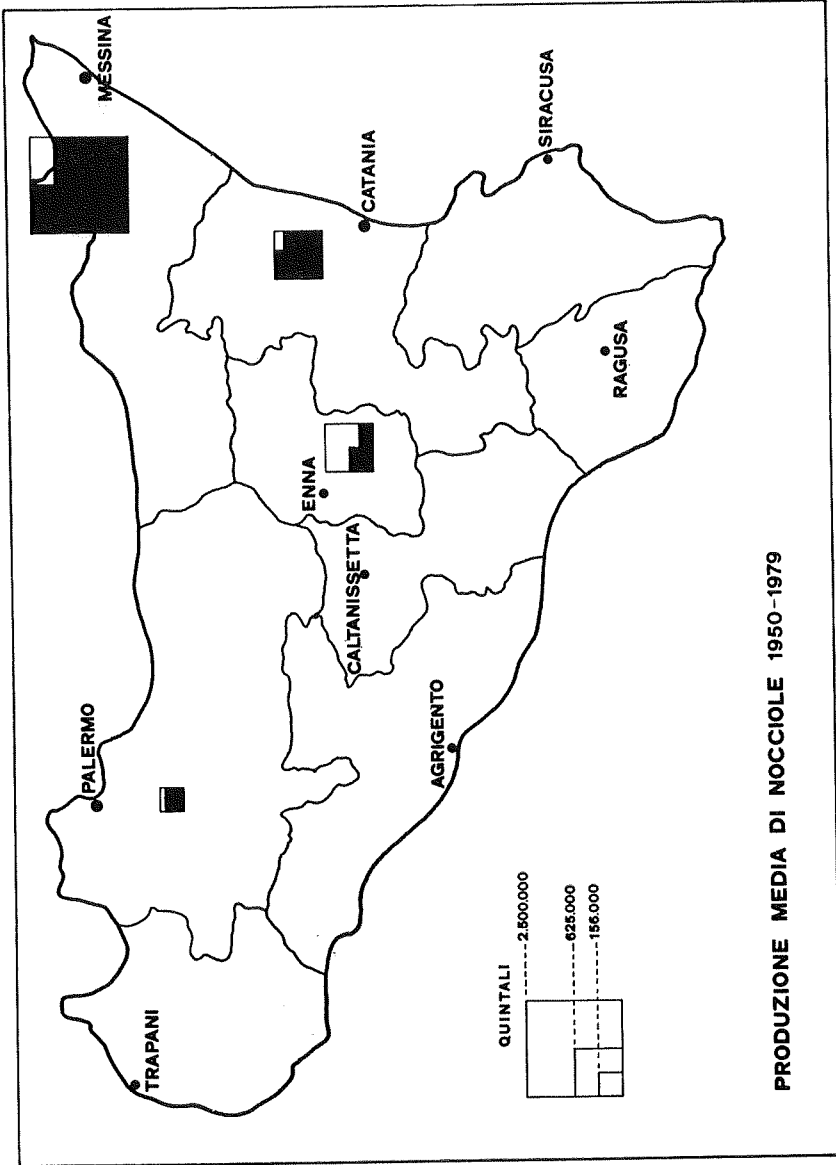 MESSINA
PALERMO
TRAPANI
CATANIA
ENNA
CALTANISSETTA
SIRACUSA
AGRIGENTO
RAGUSA
QUINTALI
2.500.000
625.000
156.000
PRODUZIONE MEDIA DI NOCCIOLE 1950-1979